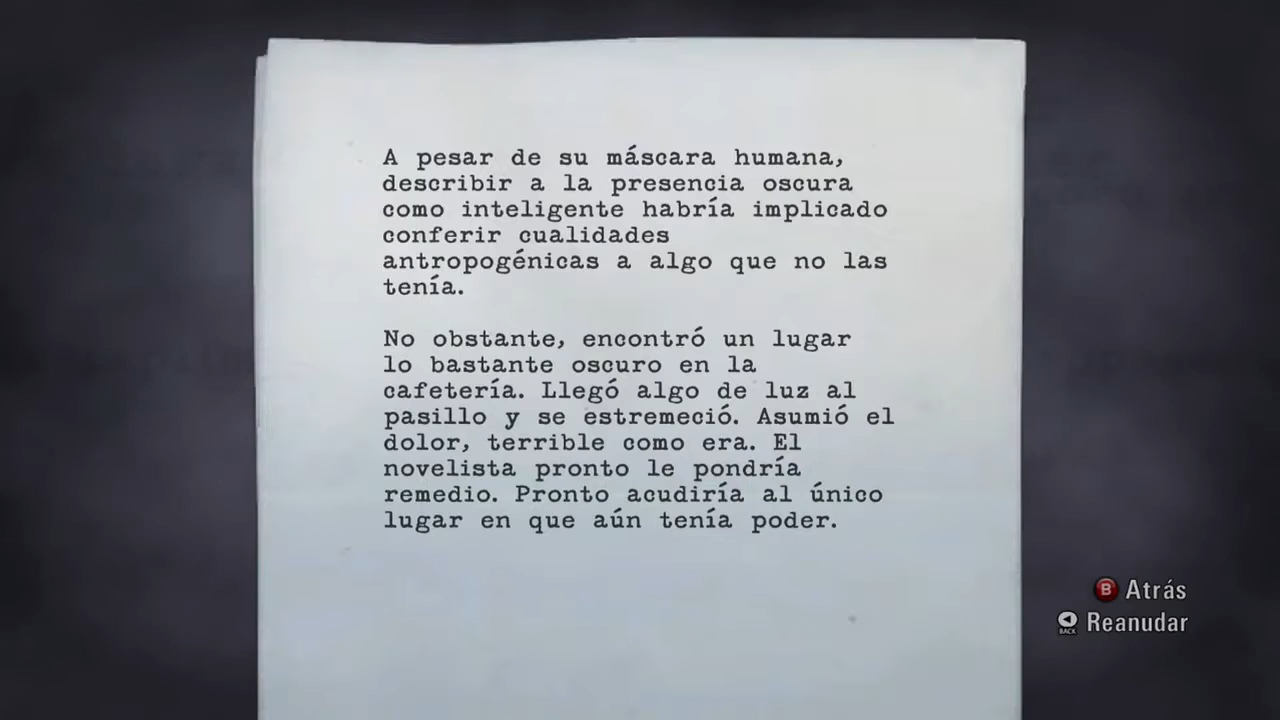 A pesar de su máscara humana,
describir a la presencia oscura
como inteligente habría implicado
conferir cualidades
antropogénicas a algo que no las
tenía.
No obstante, encontró un lugar
lo bastante oscuro en la
cafetería. Llegó algo de luz al
pasillo y se estremeció. Asumió el
dolor, terrible como era. El
novelista pronto le pondría
remedio. Pronto acudiría al único
lugar en que aún tenía poder.
B Atrás
BACK Reanudar